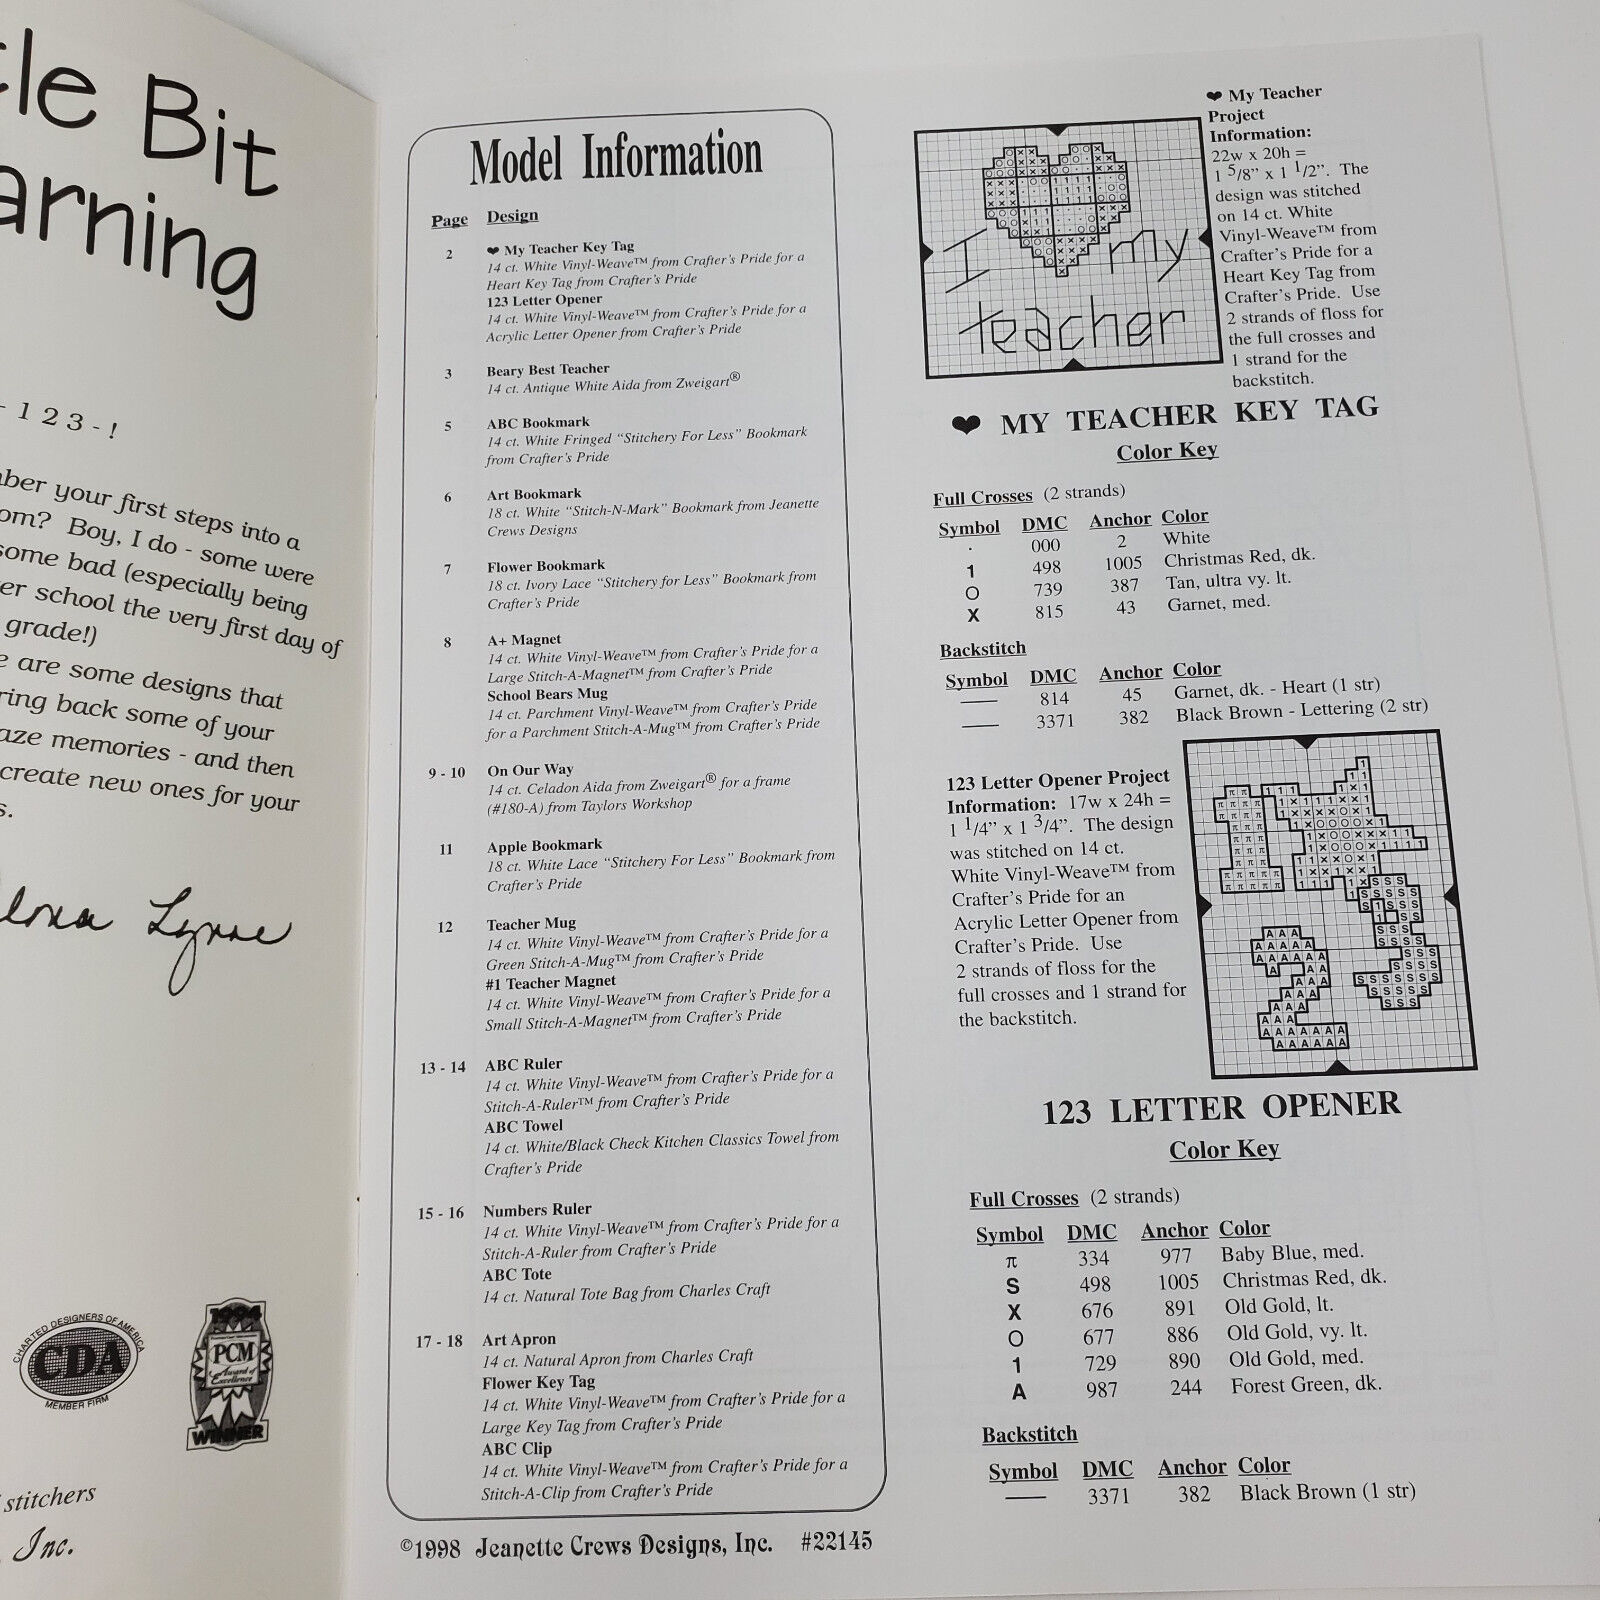 le Bit
arning
- 1 2 3 - !
ber your first steps into a
om? Boy, I do - some were
some bad (especially being
er school the very first day of
grade!)
e are some designs that
ring back some of your
aze memories - and then
create new ones for your
s.
Lynne
CHARTED DESIGNERS OF AMERICA
CDA
MEMBER FIRM
1994
PCM
Award of
Excellence
WINNER
stitchers
Inc.
Model Information
Page Design
2 ❤ My Teacher Key Tag
14 ct. White Vinyl-Weave™ from Crafter's Pride for a
Heart Key Tag from Crafter's Pride
123 Letter Opener
14 ct. White Vinyl-Weave™ from Crafter's Pride for a
Acrylic Letter Opener from Crafter's Pride
3 Beary Best Teacher
14 ct. Antique White Aida from Zweigart®
5 ABC Bookmark
14 ct. White Fringed “Stitchery For Less” Bookmark
from Crafter's Pride
6 Art Bookmark
18 ct. White “Stitch-N-Mark” Bookmark from Jeanette
Crews Designs
7 Flower Bookmark
18 ct. Ivory Lace “Stitchery for Less” Bookmark from
Crafter's Pride
8 A+ Magnet
14 ct. White Vinyl-Weave™ from Crafter's Pride for a
Large Stitch-A-Magnet™ from Crafter's Pride
School Bears Mug
14 ct. Parchment Vinyl-Weave™ from Crafter's Pride
for a Parchment Stitch-A-Mug™ from Crafter's Pride
9 - 10 On Our Way
14 ct. Celadon Aida from Zweigart® for a frame
(#180-A) from Taylors Workshop
11 Apple Bookmark
18 ct. White Lace “Stitchery For Less” Bookmark from
Crafter's Pride
12 Teacher Mug
14 ct. White Vinyl-Weave™ from Crafter's Pride for a
Green Stitch-A-Mug™ from Crafter's Pride
#1 Teacher Magnet
14 ct. White Vinyl-Weave™ from Crafter's Pride for a
Small Stitch-A-Magnet™ from Crafter's Pride
13 - 14 ABC Ruler
14 ct. White Vinyl-Weave™ from Crafter's Pride for a
Stitch-A-Ruler™ from Crafter's Pride
ABC Towel
14 ct. White/Black Check Kitchen Classics Towel from
Crafter's Pride
15 - 16 Numbers Ruler
14 ct. White Vinyl-Weave™ from Crafter's Pride for a
Stitch-A-Ruler from Crafter's Pride
ABC Tote
14 ct. Natural Tote Bag from Charles Craft
17 - 18 Art Apron
14 ct. Natural Apron from Charles Craft
Flower Key Tag
14 ct. White Vinyl-Weave™ from Crafter's Pride for a
Large Key Tag from Crafter's Pride
ABC Clip
14 ct. White Vinyl-Weave™ from Crafter's Pride for a
Stitch-A-Clip from Crafter's Pride
©1998 Jeanette Crews Designs, Inc. #22145
I my
teacher
❤ My Teacher
Project
Information:
22w x 20h =
1 5/8” x 1 1/2”. The
design was stitched
on 14 ct. White
Vinyl-Weave™ from
Crafter's Pride for a
Heart Key Tag from
Crafter's Pride. Use
2 strands of floss for
the full crosses and
1 strand for the
backstitch.
❤ MY TEACHER KEY TAG
Color Key
Full Crosses (2 strands)
Symbol DMC Anchor Color
· 000 2 White
1 498 1005 Christmas Red, dk.
O 739 387 Tan, ultra vy. lt.
X 815 43 Garnet, med.
Backstitch
Symbol DMC Anchor Color
— 814 45 Garnet, dk. - Heart (1 str)
— 3371 382 Black Brown - Lettering (2 str)
123 Letter Opener Project
Information: 17w x 24h =
1 1/4” x 1 3/4”. The design
was stitched on 14 ct.
White Vinyl-Weave™ from
Crafter's Pride for an
Acrylic Letter Opener from
Crafter's Pride. Use
2 strands of floss for the
full crosses and 1 strand for
the backstitch.
123 LETTER OPENER
Color Key
Full Crosses (2 strands)
Symbol DMC Anchor Color
π 334 977 Baby Blue, med.
S 498 1005 Christmas Red, dk.
X 676 891 Old Gold, lt.
O 677 886 Old Gold, vy. lt.
1 729 890 Old Gold, med.
A 987 244 Forest Green, dk.
Backstitch
Symbol DMC Anchor Color
— 3371 382 Black Brown (1 str)